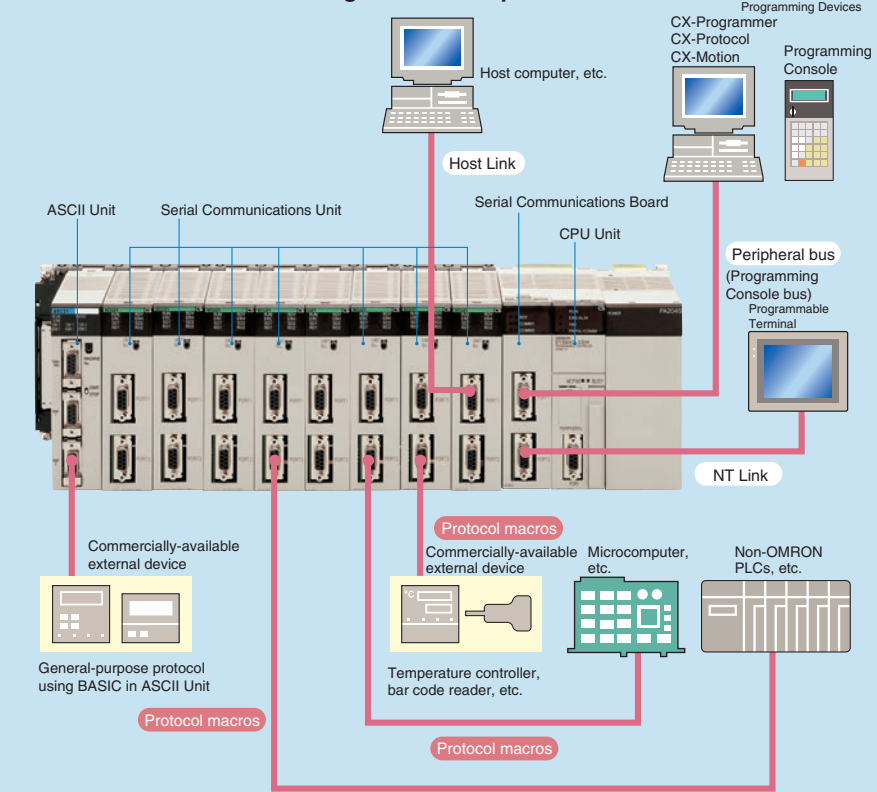 Programming Devices
CX-Programmer
CX-Protocol
CX-Motion
Programming
Console
Host computer, etc.
Host Link
ASCII Unit
Serial Communications Unit
Serial Communications Board
CPU Unit
Peripheral bus
(Programming
Console bus)
Programmable
Terminal
NT Link
Protocol macros
Commercially-available
external device
Commercially-available
external device
Microcomputer,
etc.
Non-OMRON
PLCs, etc.
°C
General-purpose protocol
using BASIC in ASCII Unit
Temperature controller,
bar code reader, etc.
Protocol macros
Protocol macros